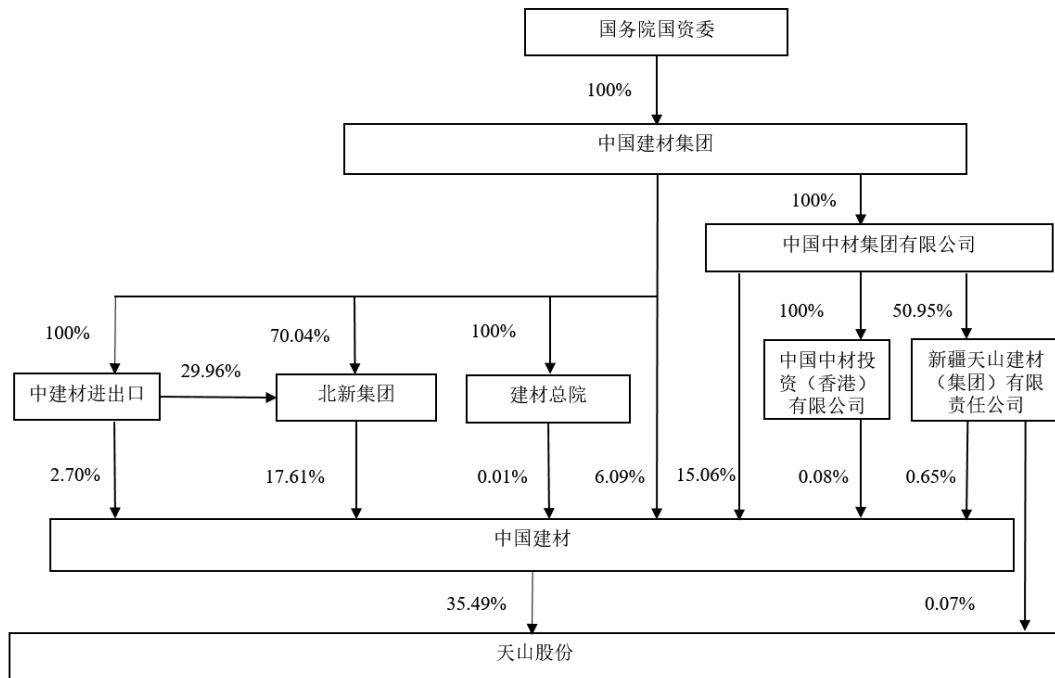 国务院国资委
100%
中国建材集团
100%
中国中材集团有限公司
100%
70.04%
100%
100%
50.95%
中建材进出口
29.96%
北新集团
建材总院
中国中材投
资（香港）
有限公司
新疆天山建材
（集团）有限
责任公司
2.70%
17.61%
0.01%
6.09%
15.06%
0.08%
0.65%
中国建材
35.49%
0.07%
天山股份